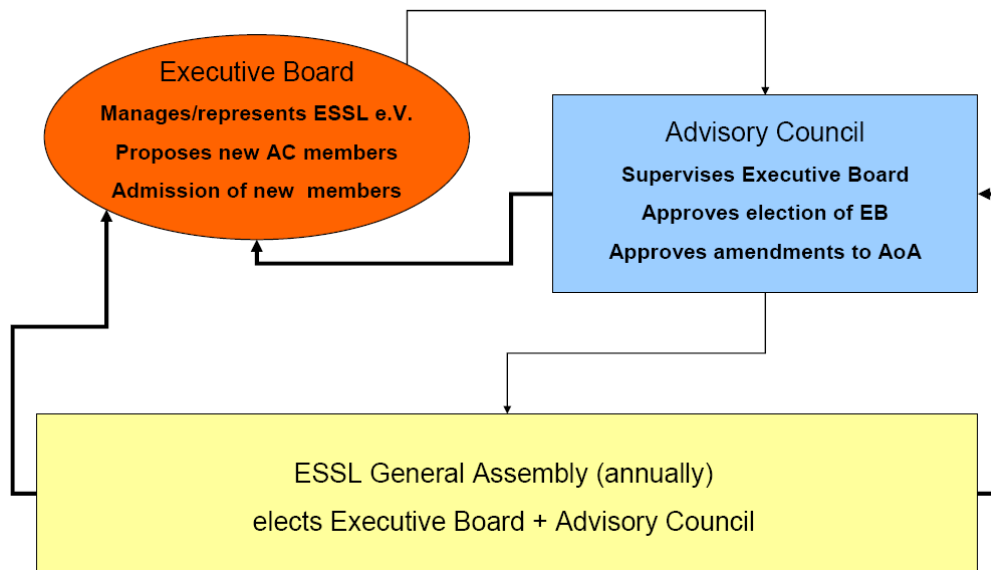 Executive Board
Manages/represents ESSL e.V.
Proposes new AC members
Admission of new members
Advisory Council
Supervises Executive Board
Approves election of EB
Approves amendments to AoA
ESSL General Assembly (annually)
elects Executive Board + Advisory Council